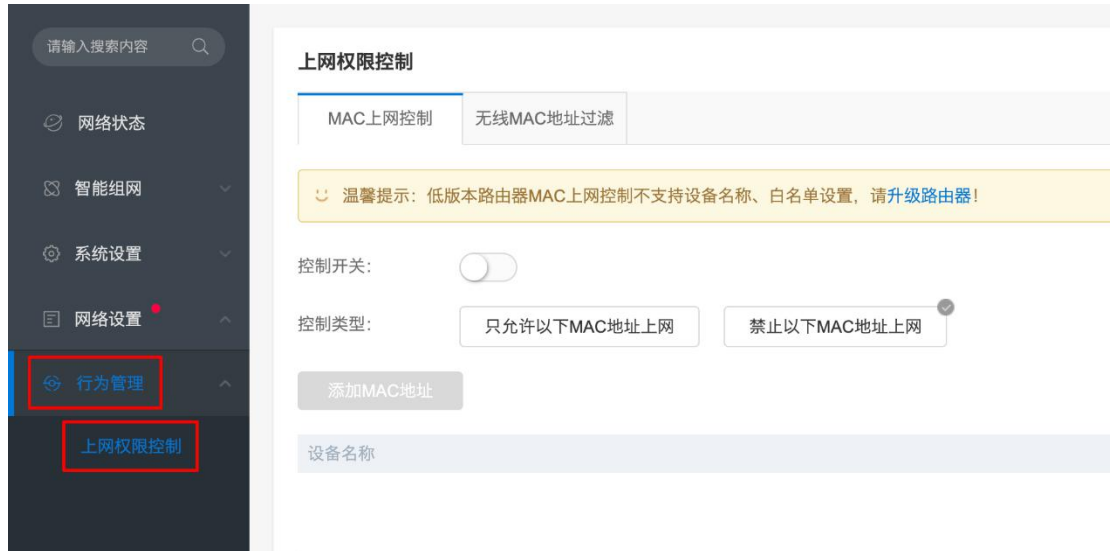 请输入搜索内容
网络状态
智能组网
系统设置
网络设置
行为管理
上网权限控制
上网权限控制
MAC上网控制
无线MAC地址过滤
温馨提示：低版本路由器MAC上网控制不支持设备名称、白名单设置，请升级路由器！
控制开关：
控制类型：
只允许以下MAC地址上网
禁止以下MAC地址上网
添加MAC地址
设备名称